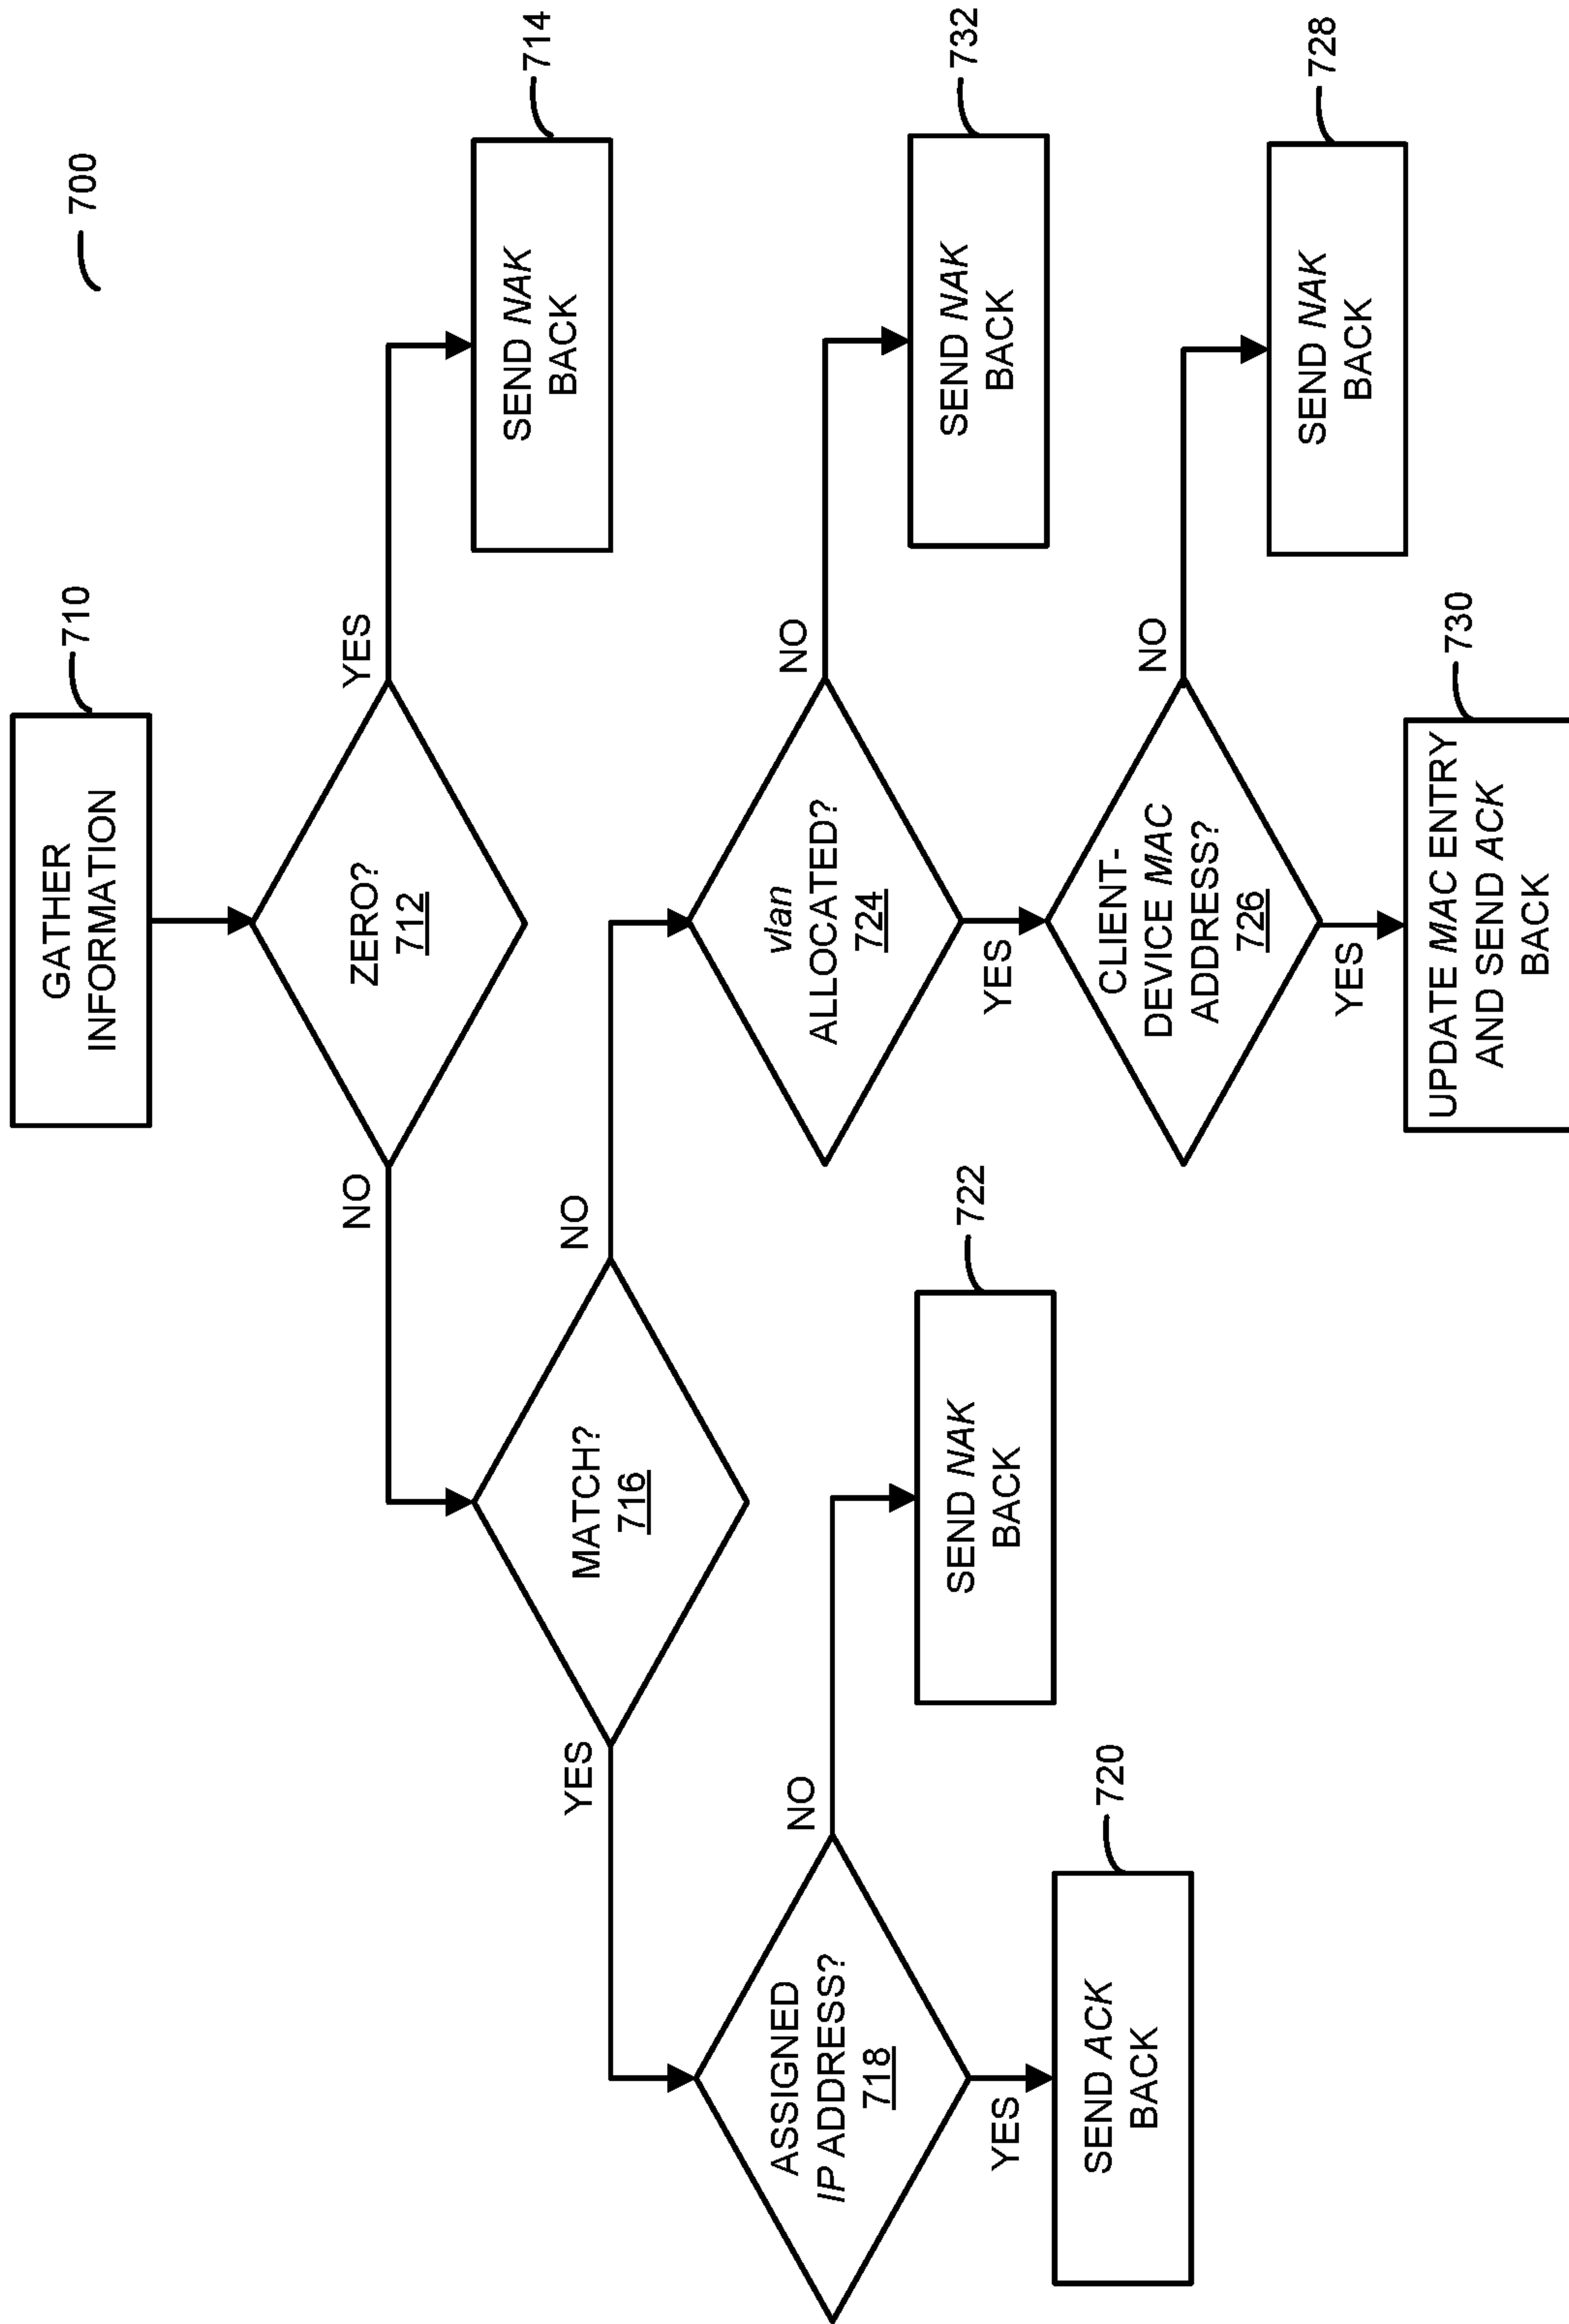 700
GATHER
INFORMATION
710
ZERO?
712
YES
NO
SEND NAK
BACK
714
MATCH?
716
YES
NO
vlan
ALLOCATED?
724
NO
YES
SEND NAK
BACK
732
ASSIGNED
IP ADDRESS?
718
NO
YES
SEND NAK
BACK
722
CLIENT-
DEVICE MAC
ADDRESS?
726
NO
YES
SEND NAK
BACK
728
SEND ACK
BACK
720
UPDATE MAC ENTRY
AND SEND ACK
BACK
730